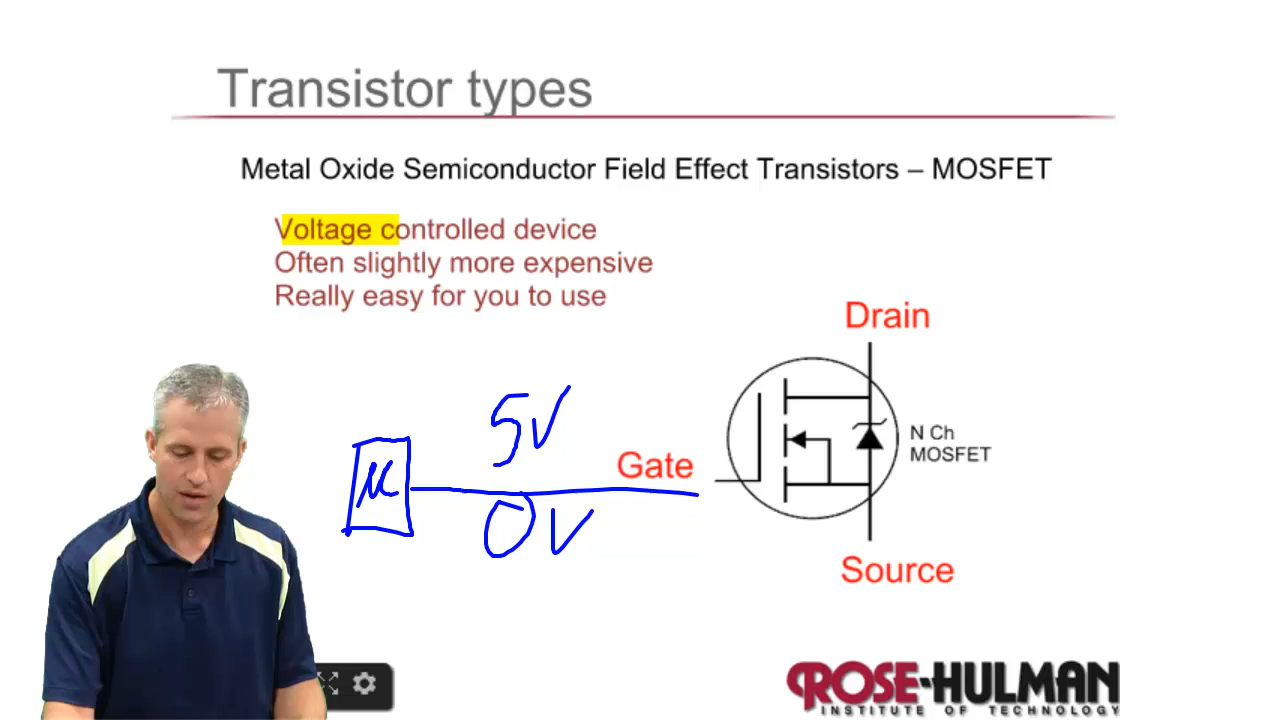 Transistor types
Metal Oxide Semiconductor Field Effect Transistors – MOSFET
Voltage controlled device
Often slightly more expensive
Really easy for you to use
Drain
5V
N Ch
MOSFET
Gate
μ
0V
Source
ROSE-HULMAN
INSTITUTE OF TECHNOLOGY